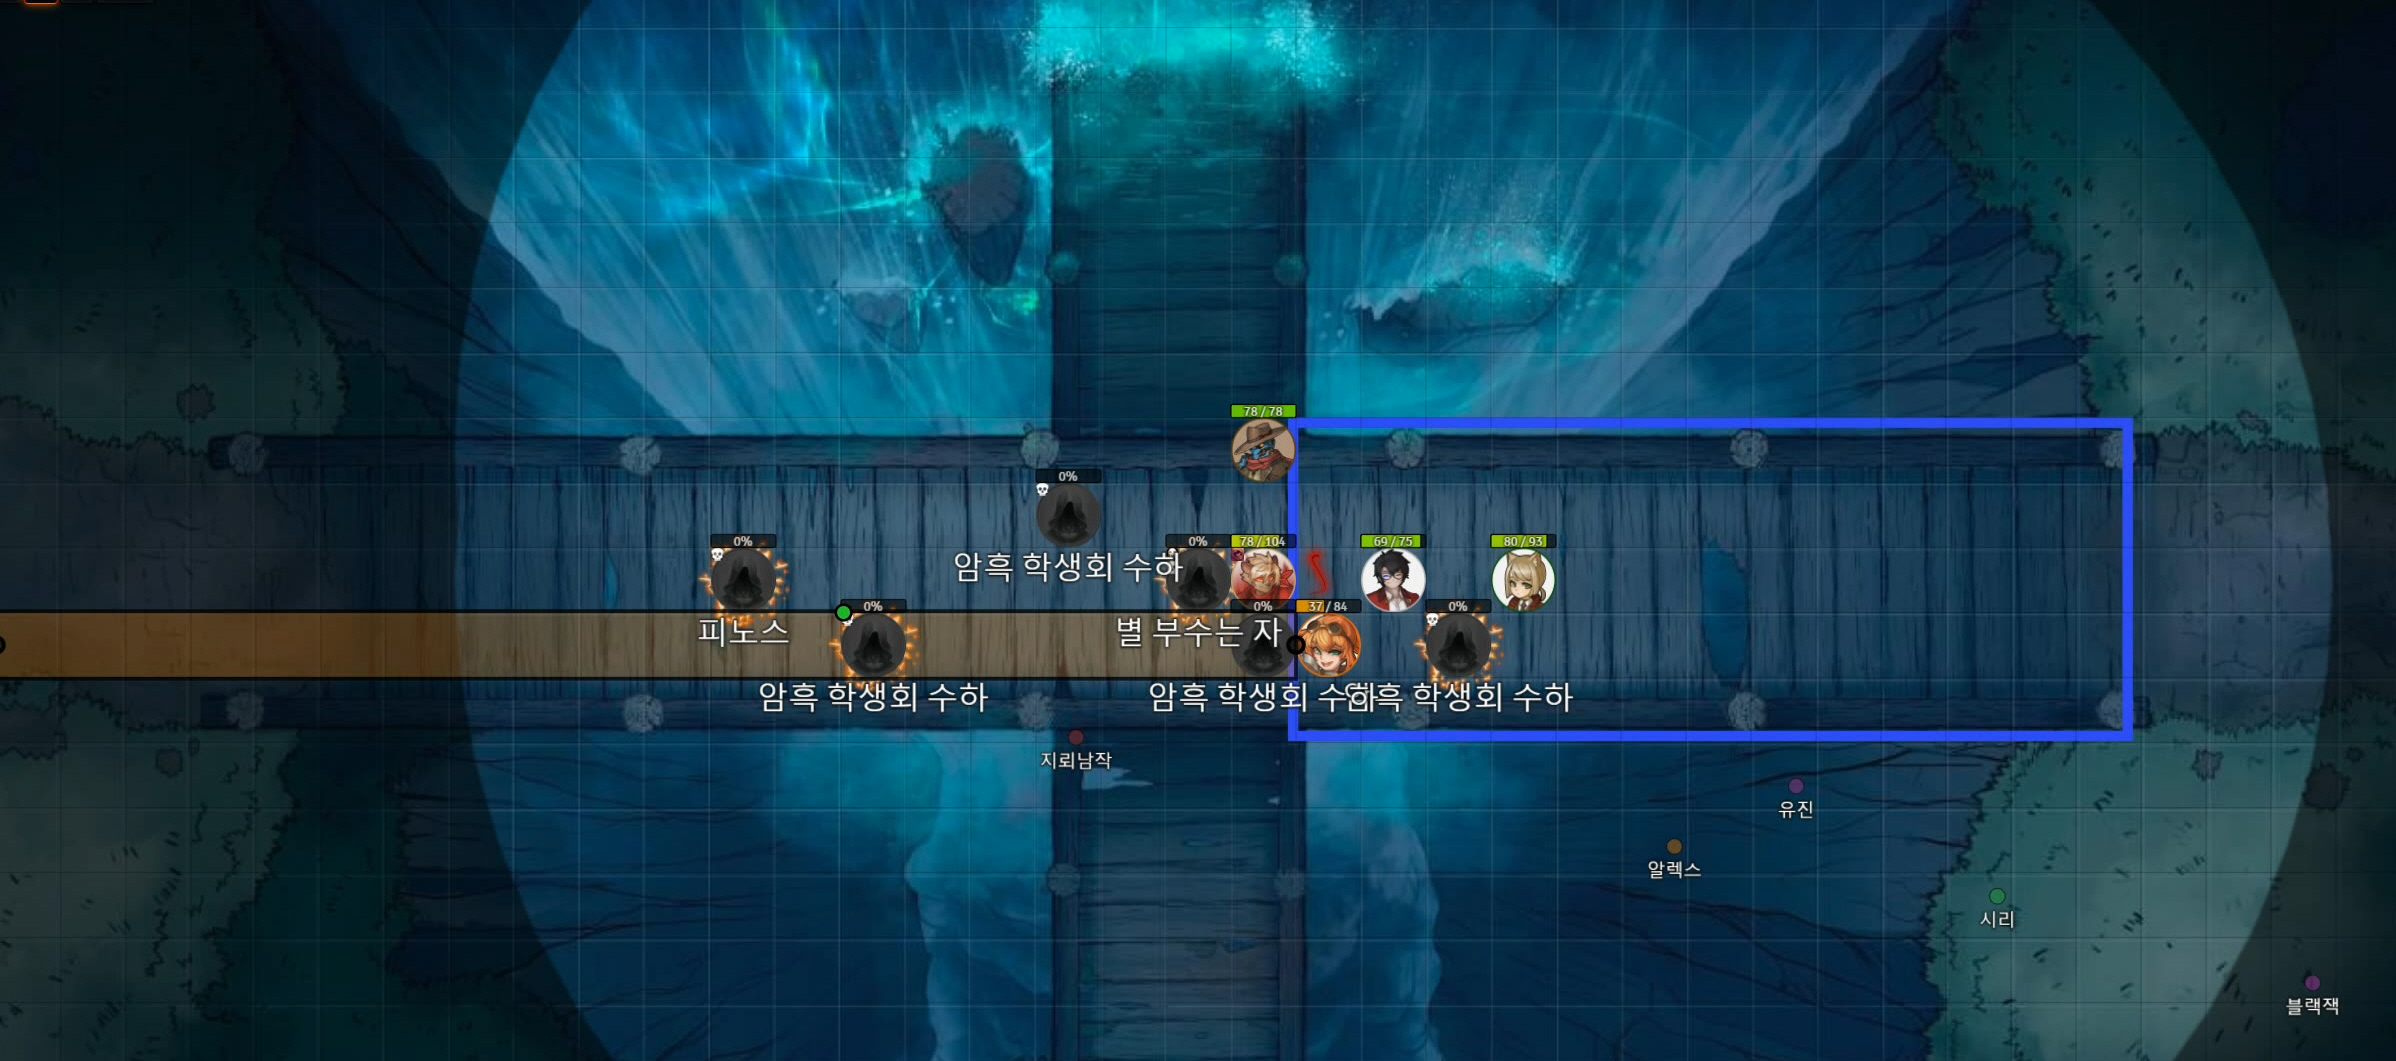 78 / 78
0%
암흑 학생회 수하
0%
피노스
0%
78 / 104
69 / 75
80 / 93
별 부수는 자
0%
암흑 학생회 수하
0%
37 / 84
0%
암흑 학생회 수하
암흑 학생회 수하
지뢰남작
유진
알렉스
시리
블랙잭